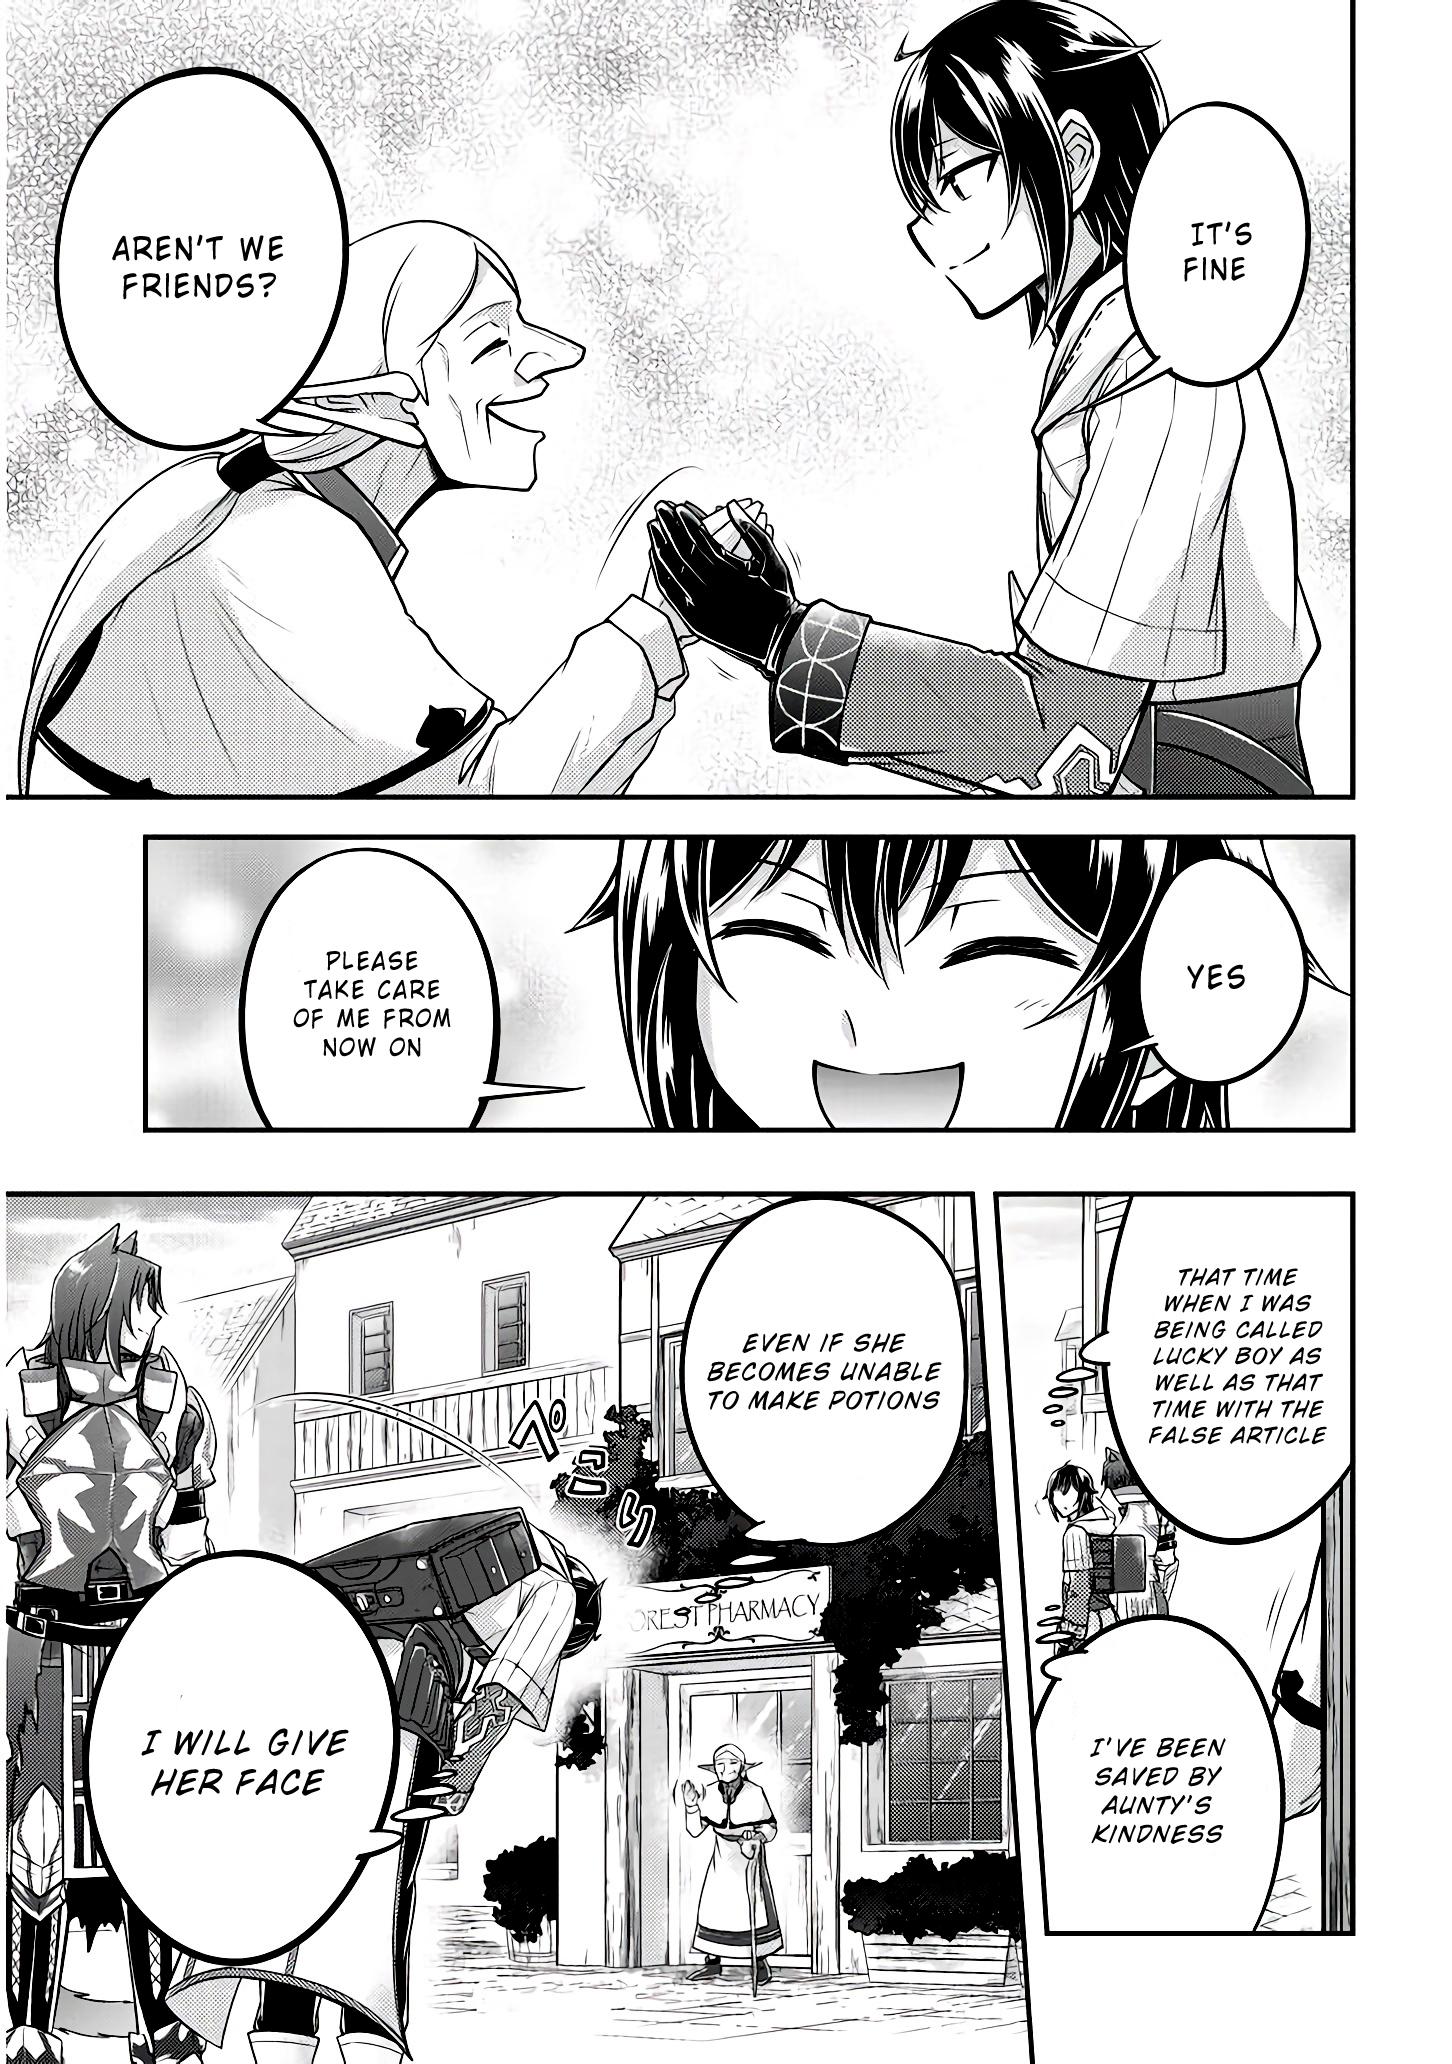 IT'S
FINE
AREN'T WE
FRIENDS?
YES
PLEASE
TAKE CARE
OF ME FROM
NOW ON
THAT TIME
WHEN I WAS
BEING CALLED
LUCKY BOY AS
WELL AS THAT
TIME WITH THE
FALSE ARTICLE
I'VE BEEN
SAVED BY
AUNTY'S
KINDNESS
EVEN IF SHE
BECOMES UNABLE
TO MAKE POTIONS
ペコり
OREST PHARMACY
I WILL GIVE
HER FACE